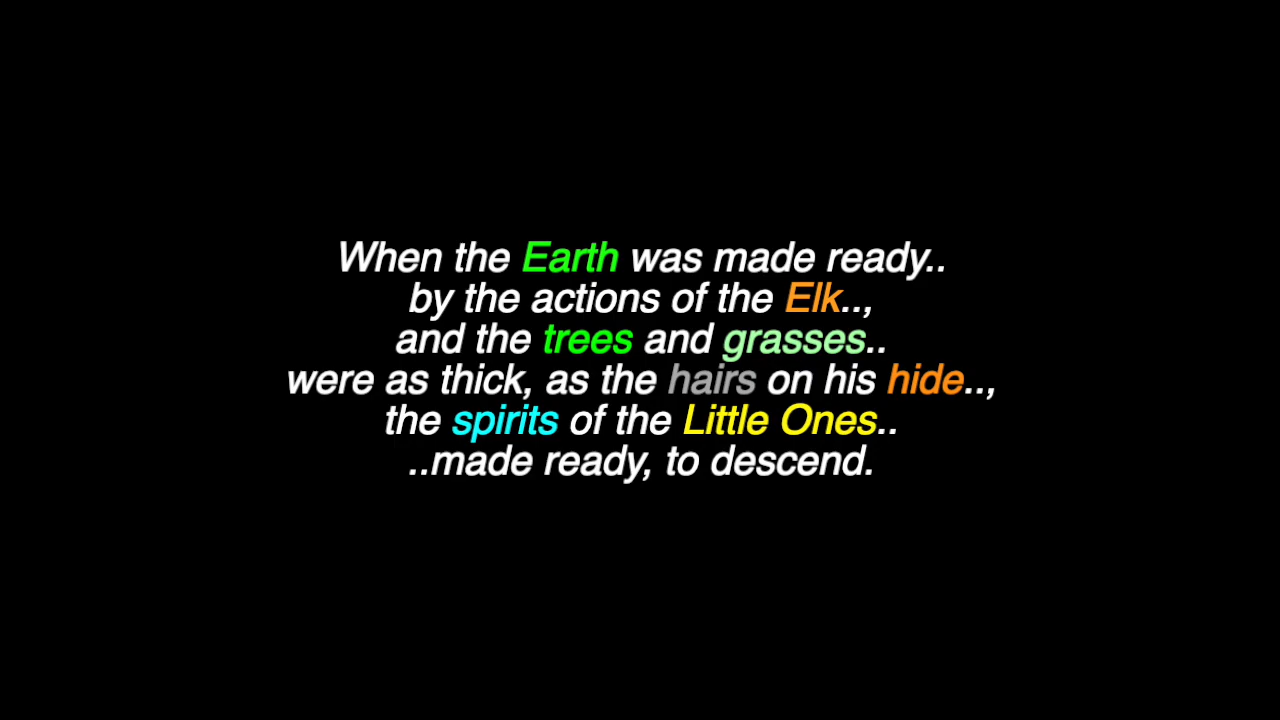 When the Earth was made ready..
by the actions of the Elk..,
and the trees and grasses..
were as thick, as the hairs on his hide..,
the spirits of the Little Ones..
..made ready, to descend.